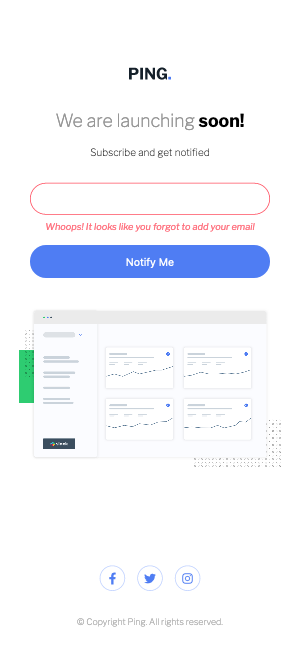 PING.
We are launching soon!
Subscribe and get notified
Whoops! It looks like you forgot to add your email
Notify Me
© Copyright Ping. All rights reserved.